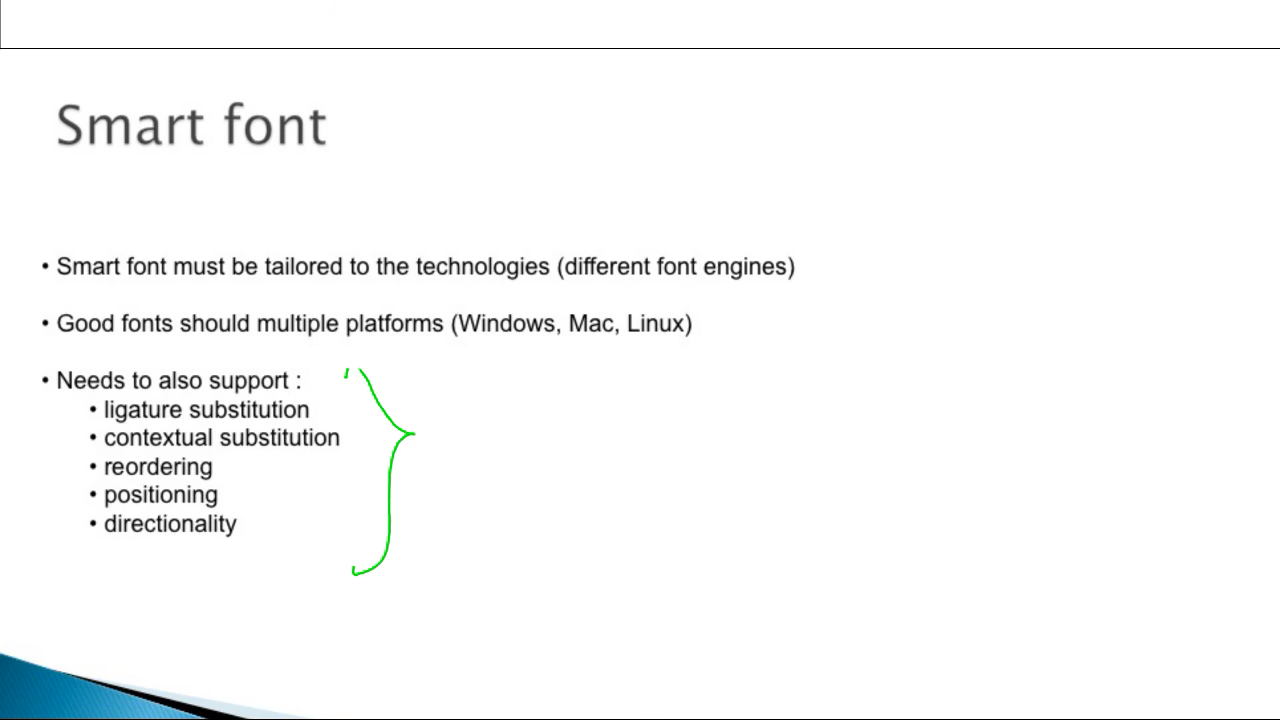 Smart font
• Smart font must be tailored to the technologies (different font engines)
• Good fonts should multiple platforms (Windows, Mac, Linux)
• Needs to also support :
• ligature substitution
• contextual substitution
• reordering
• positioning
• directionality